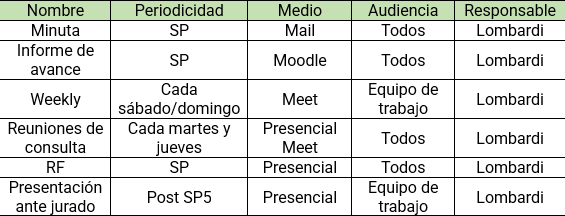 Nombre Periodicidad Medio Audiencia Responsable
Minuta SP Mail Todos Lombardi
Informe de avance SP Moodle Todos Lombardi
Weekly Cada sábado/domingo Meet Equipo de trabajo Lombardi
Reuniones de consulta Cada martes y jueves Presencial Meet Todos Lombardi
RF SP Presencial Todos Lombardi
Presentación ante jurado Post SP5 Presencial Equipo de trabajo Lombardi